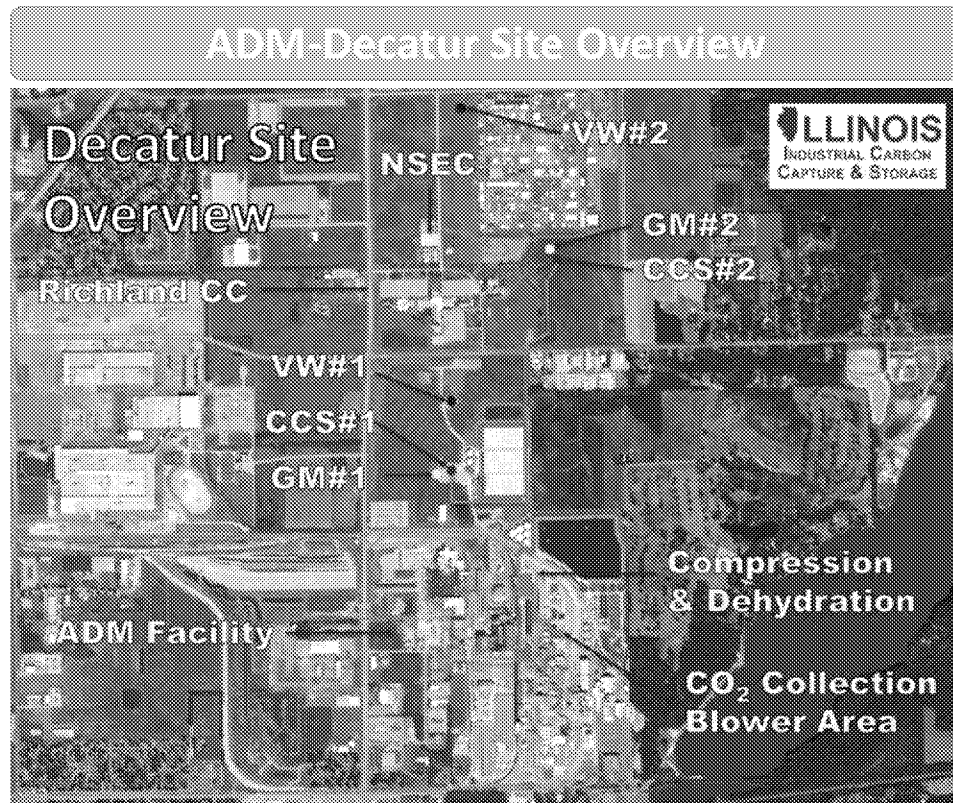 ADM-Decatur Site Overview
Decatur Site
Overview
ILLINOIS
INDUSTRIAL CARBON
CAPTURE & STORAGE
VW#2
NSEC
GM#2
CCS#2
Richland CC
VW#1
CCS#1
GM#1
Compression
& Dehydration
ADM Facility
CO₂ Collection
Blower Area